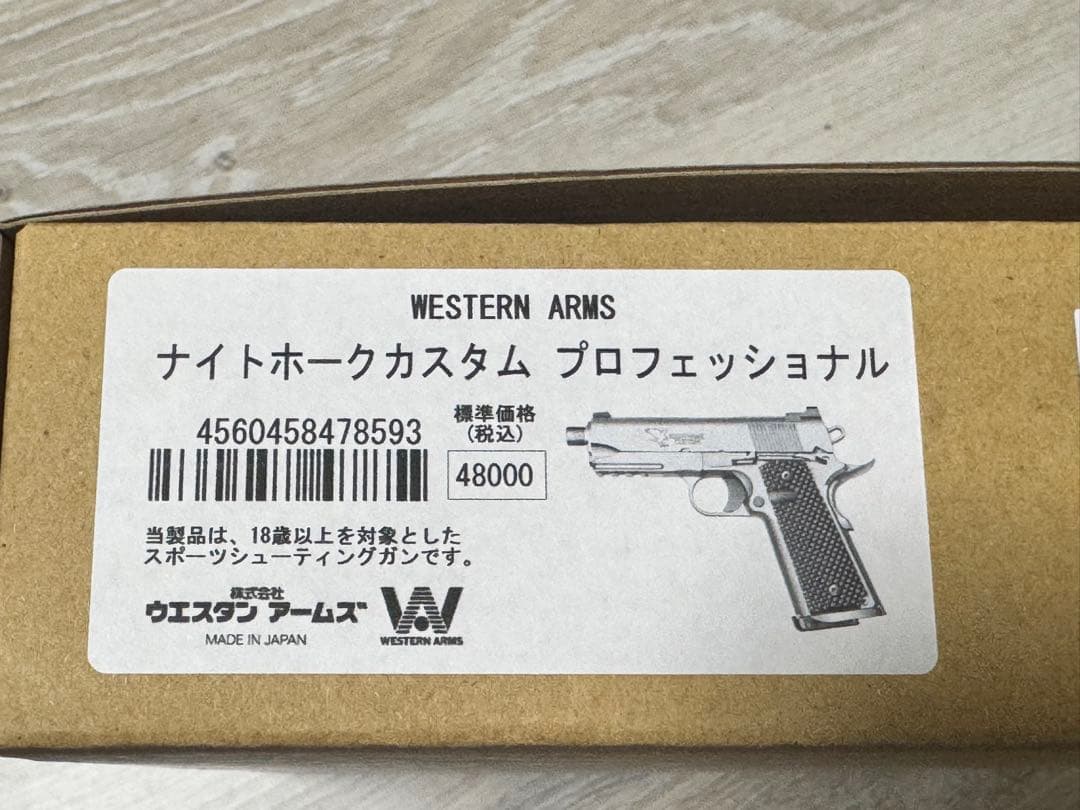 WESTERN ARMS
ナイトホークカスタム プロフェッショナル
4560458478593
標準価格
(税込)
48000
当製品は、18歳以上を対象とした
スポーツシューティングガンです。
株式会社
ウエスタン アームズ
MADE IN JAPAN
WESTERN ARMS